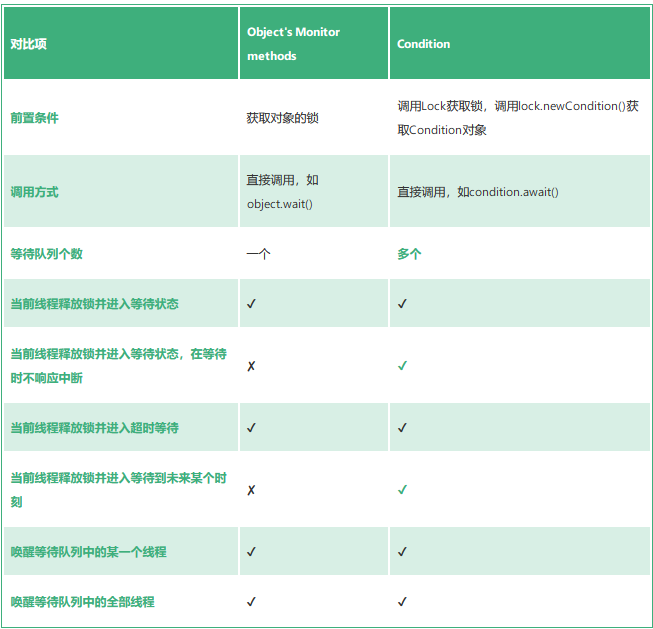 对比项
Object's Monitor
methods
Condition
前置条件
获取对象的锁
调用Lock获取锁，调用lock.newCondition()获
取Condition对象
调用方式
直接调用，如
object.wait()
直接调用，如condition.await()
等待队列个数
一个
多个
当前线程释放锁并进入等待状态
✓
✓
当前线程释放锁并进入等待状态，在等待
时不响应中断
✗
✓
当前线程释放锁并进入超时等待
✓
✓
当前线程释放锁并进入等待到未来某个时
刻
✗
✓
唤醒等待队列中的某一个线程
✓
✓
唤醒等待队列中的全部线程
✓
✓